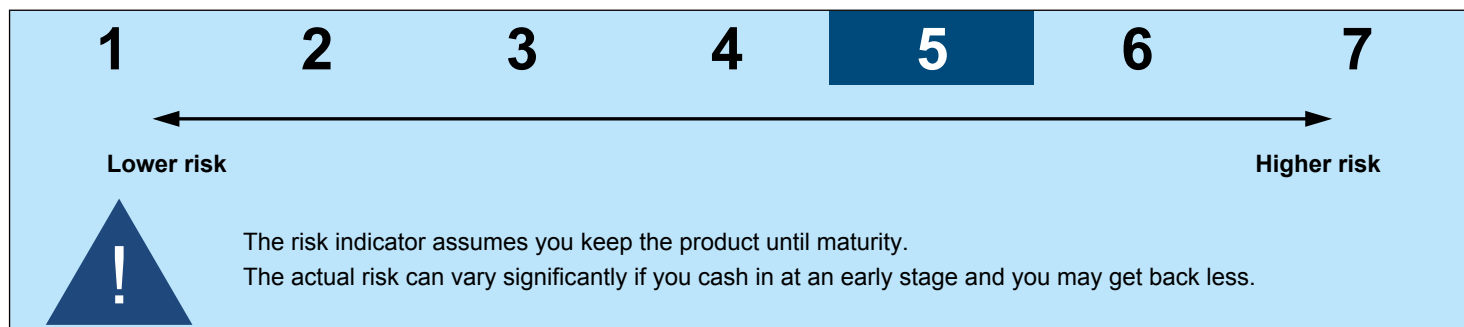 1 2 3 4 5 6 7
Lower risk Higher risk
!
The risk indicator assumes you keep the product until maturity.
The actual risk can vary significantly if you cash in at an early stage and you may get back less.